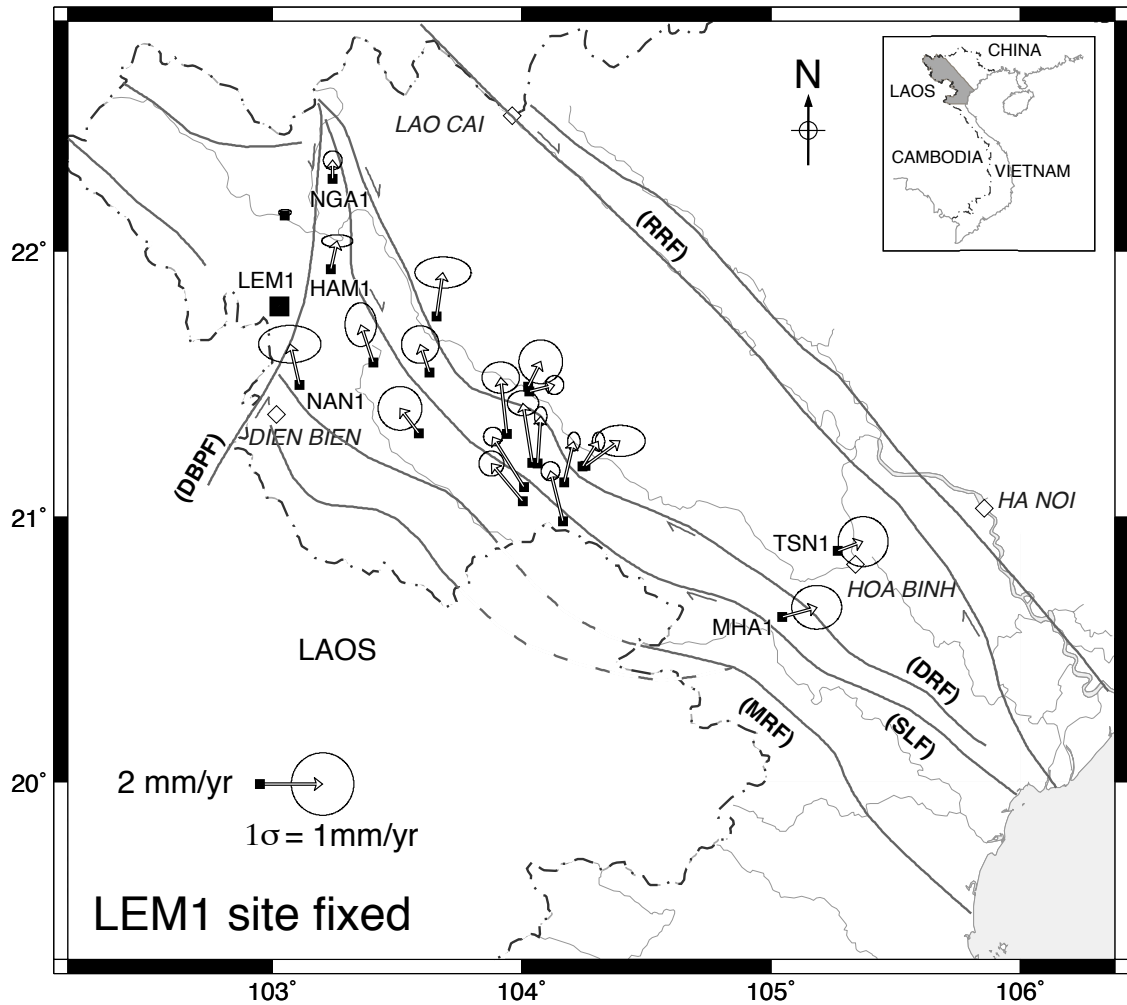 CHINA
LAOS
CAMBODIA
VIETNAM
N
LAO CAI
NGA1
(RRF)
22°
LEM1
HAM1
NAN1
DIEN BIEN
(DBPF)
HA NOI
21°
TSN1
HOA BINH
MHA1
LAOS
(DRF)
(MRF)
(SLF)
20°
2 mm/yr
1σ = 1mm/yr
LEM1 site fixed
103°
104°
105°
106°